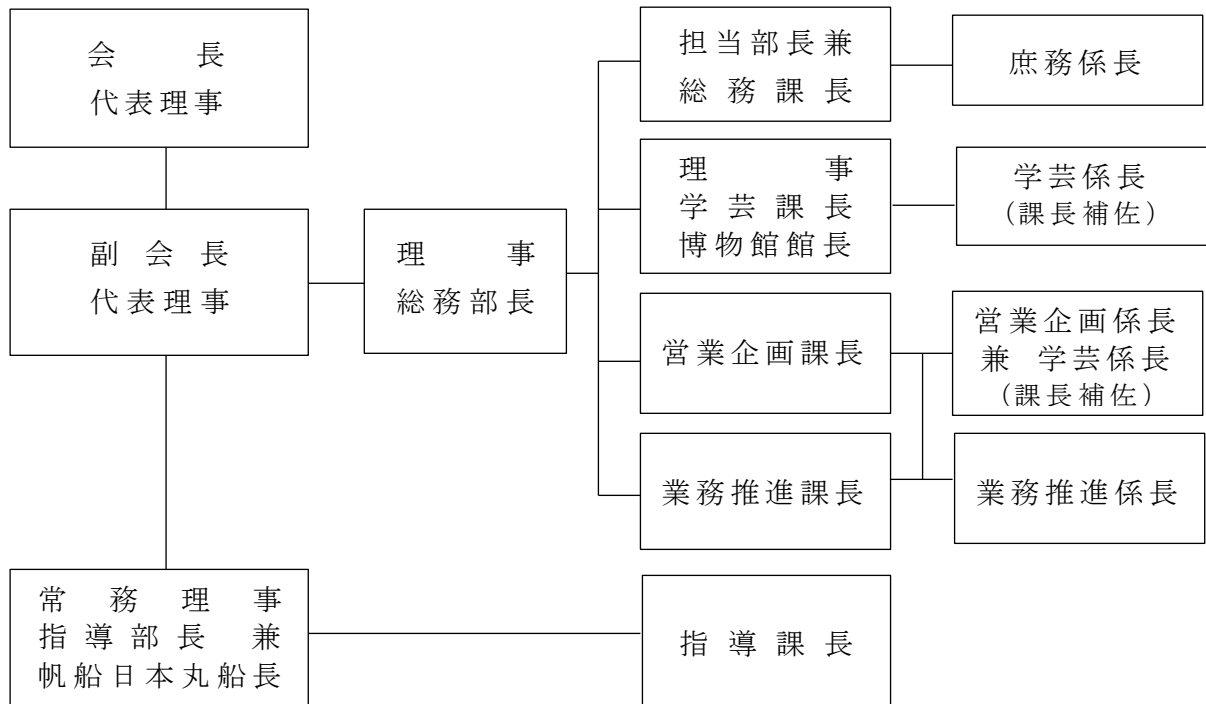 会長
代表理事
副会長
代表理事
理事
総務部長
担当部長兼
総務課長
庶務係長
理事
学芸課長
博物館館長
学芸係長
（課長補佐）
営業企画課長
営業企画係長
兼 学芸係長
（課長補佐）
業務推進課長
業務推進係長
常務理事
指導部長兼
帆船日本丸船長
指導課長